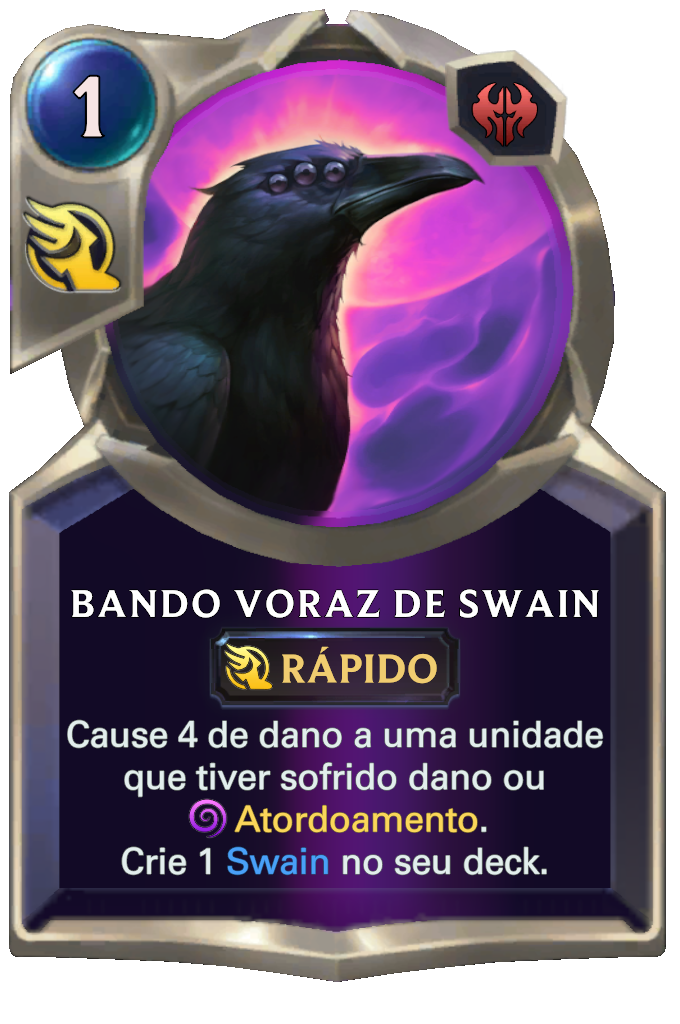 1
BANDO VORAZ DE SWAIN
RÁPIDO
Cause 4 de dano a uma unidade
que tiver sofrido dano ou
Atordoamento.
Crie 1 Swain no seu deck.